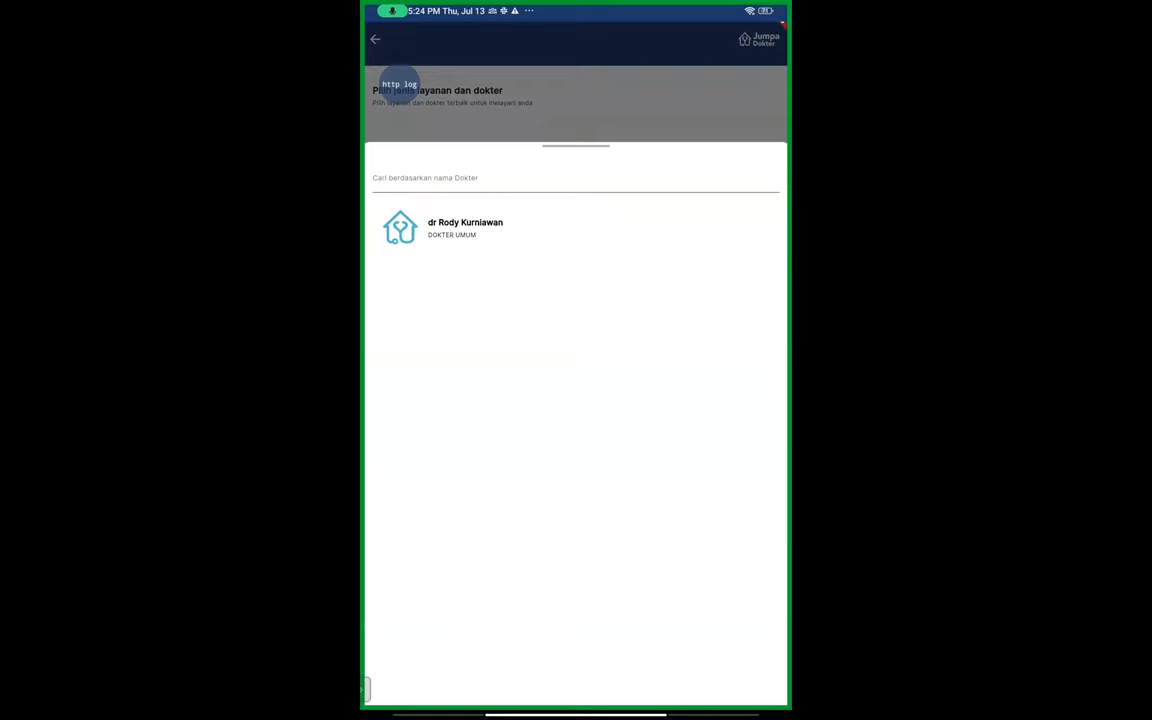 5:24 PM Thu, Jul 13
Jumpa
Dokter
http log
Pilih jenis layanan dan dokter
Pilih layanan dan dokter terbaik untuk melayani anda
Cari berdasarkan nama Dokter
dr Rody Kurniawan
DOKTER UMUM